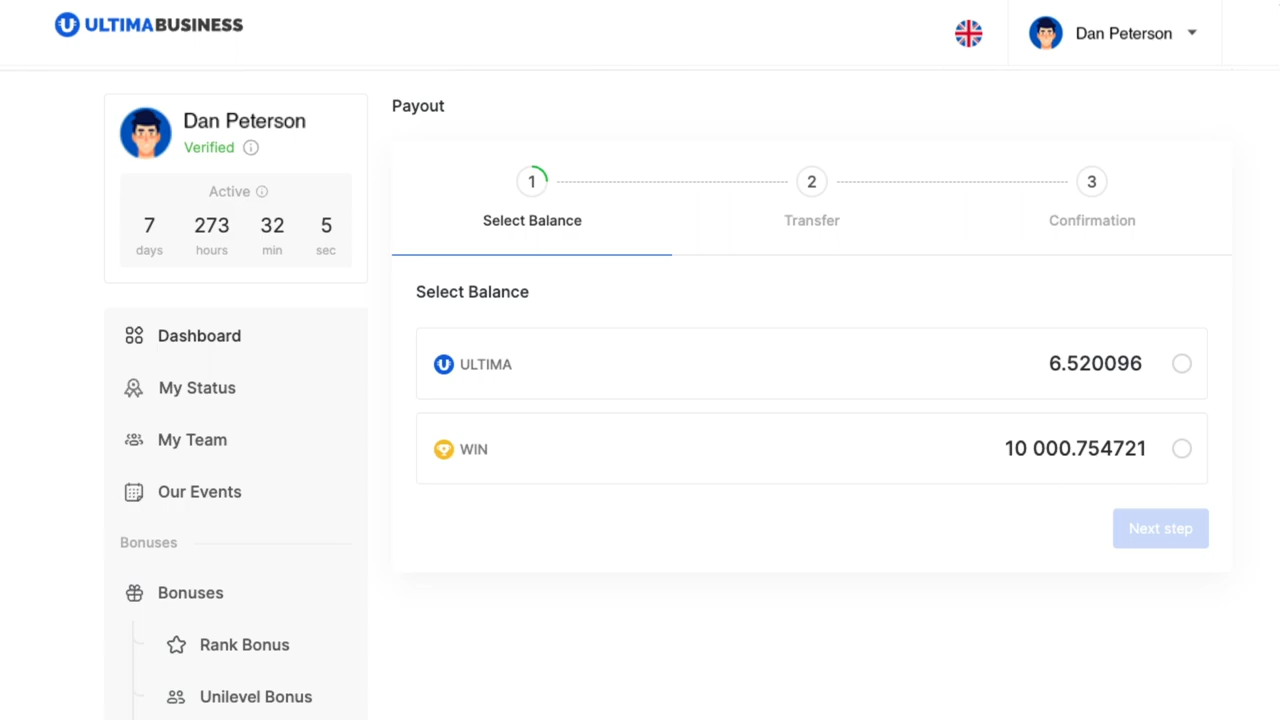 ULTIMABUSINESS
Dan Peterson
Dan Peterson
Verified
Active
7 273 32 5
days hours min sec
Dashboard
My Status
My Team
Our Events
Bonuses
Bonuses
Rank Bonus
Unilevel Bonus
Payout
1 2 3
Select Balance Transfer Confirmation
Select Balance
ULTIMA 6.520096
WIN 10 000.754721
Next step